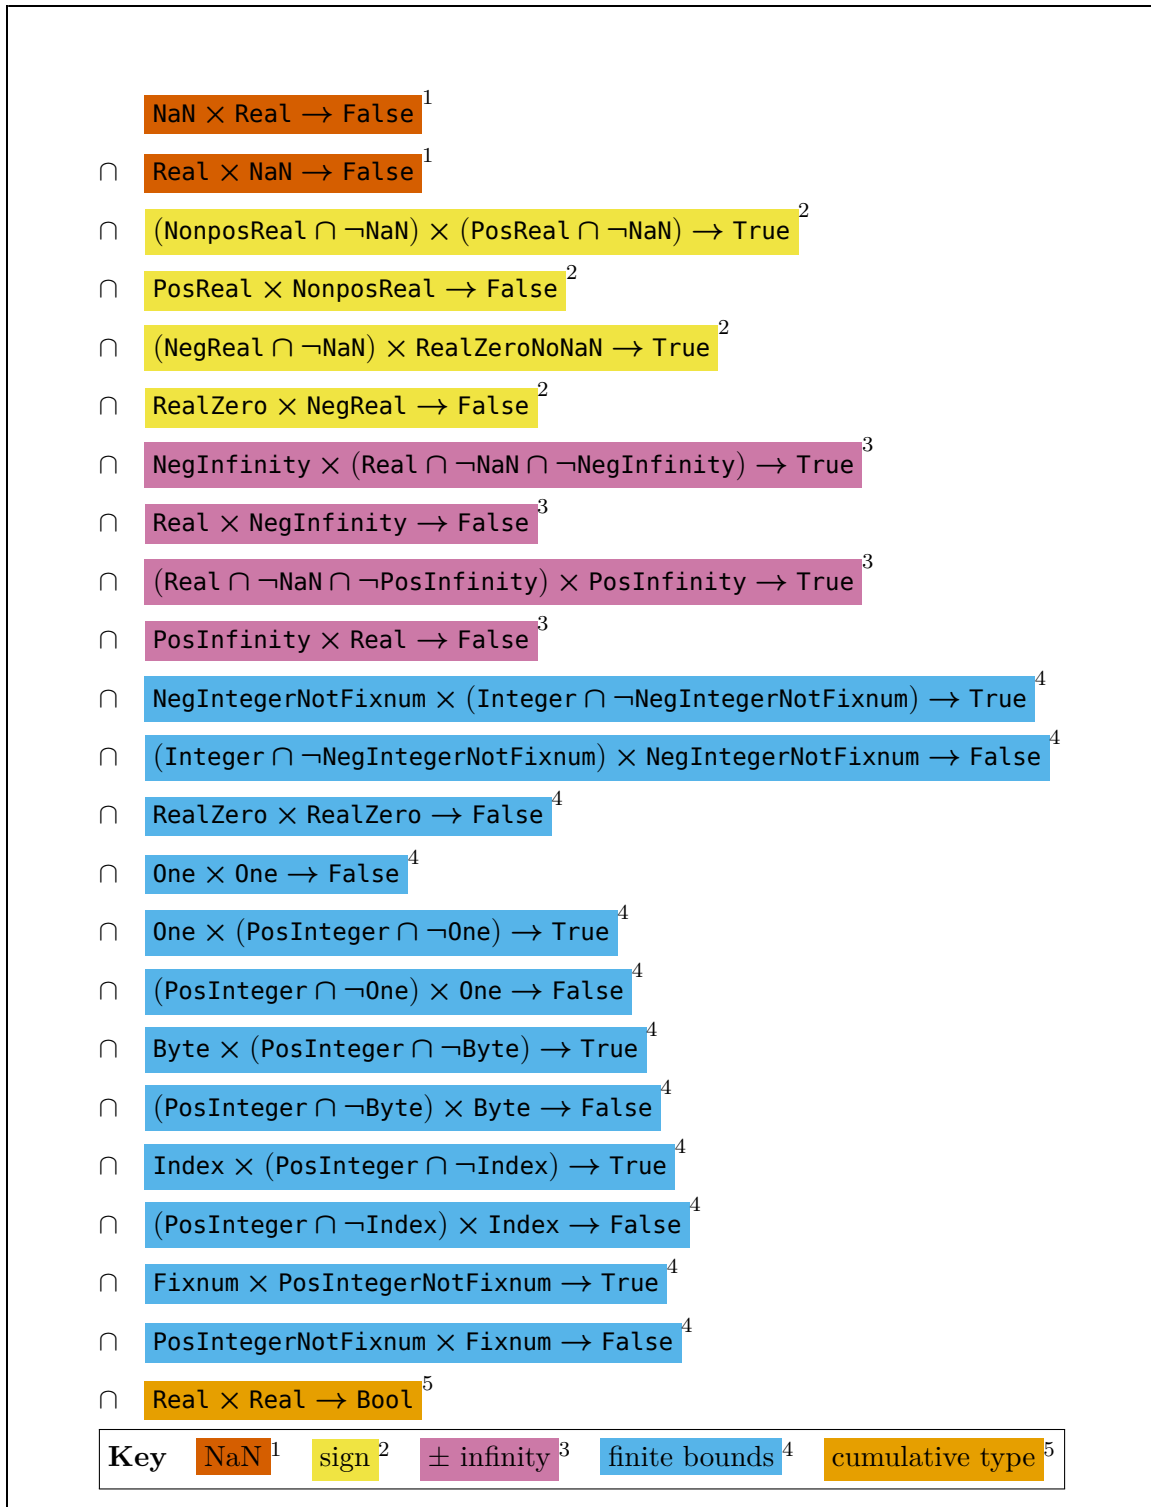 NaN × Real → False¹
∩ Real × NaN → False¹
∩ (NonposReal ∩ ¬NaN) × (PosReal ∩ ¬NaN) → True²
∩ PosReal × NonposReal → False²
∩ (NegReal ∩ ¬NaN) × RealZeroNoNaN → True²
∩ RealZero × NegReal → False²
∩ NegInfinity × (Real ∩ ¬NaN ∩ ¬NegInfinity) → True³
∩ Real × NegInfinity → False³
∩ (Real ∩ ¬NaN ∩ ¬PosInfinity) × PosInfinity → True³
∩ PosInfinity × Real → False³
∩ NegIntegerNotFixnum × (Integer ∩ ¬NegIntegerNotFixnum) → True⁴
∩ (Integer ∩ ¬NegIntegerNotFixnum) × NegIntegerNotFixnum → False⁴
∩ RealZero × RealZero → False⁴
∩ One × One → False⁴
∩ One × (PosInteger ∩ ¬One) → True⁴
∩ (PosInteger ∩ ¬One) × One → False⁴
∩ Byte × (PosInteger ∩ ¬Byte) → True⁴
∩ (PosInteger ∩ ¬Byte) × Byte → False⁴
∩ Index × (PosInteger ∩ ¬Index) → True⁴
∩ (PosInteger ∩ ¬Index) × Index → False⁴
∩ Fixnum × PosIntegerNotFixnum → True⁴
∩ PosIntegerNotFixnum × Fixnum → False⁴
∩ Real × Real → Bool⁵
Key NaN¹ sign² ± infinity³ finite bounds⁴ cumulative type⁵